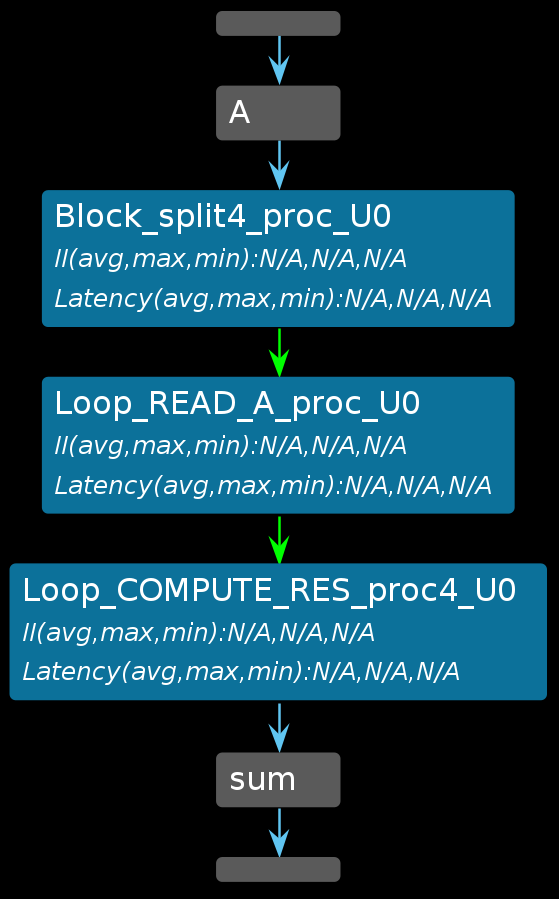 A
Block_split4_proc_U0
II(avg,max,min):N/A,N/A,N/A
Latency(avg,max,min):N/A,N/A,N/A
Loop_READ_A_proc_U0
II(avg,max,min):N/A,N/A,N/A
Latency(avg,max,min):N/A,N/A,N/A
Loop_COMPUTE_RES_proc4_U0
II(avg,max,min):N/A,N/A,N/A
Latency(avg,max,min):N/A,N/A,N/A
sum